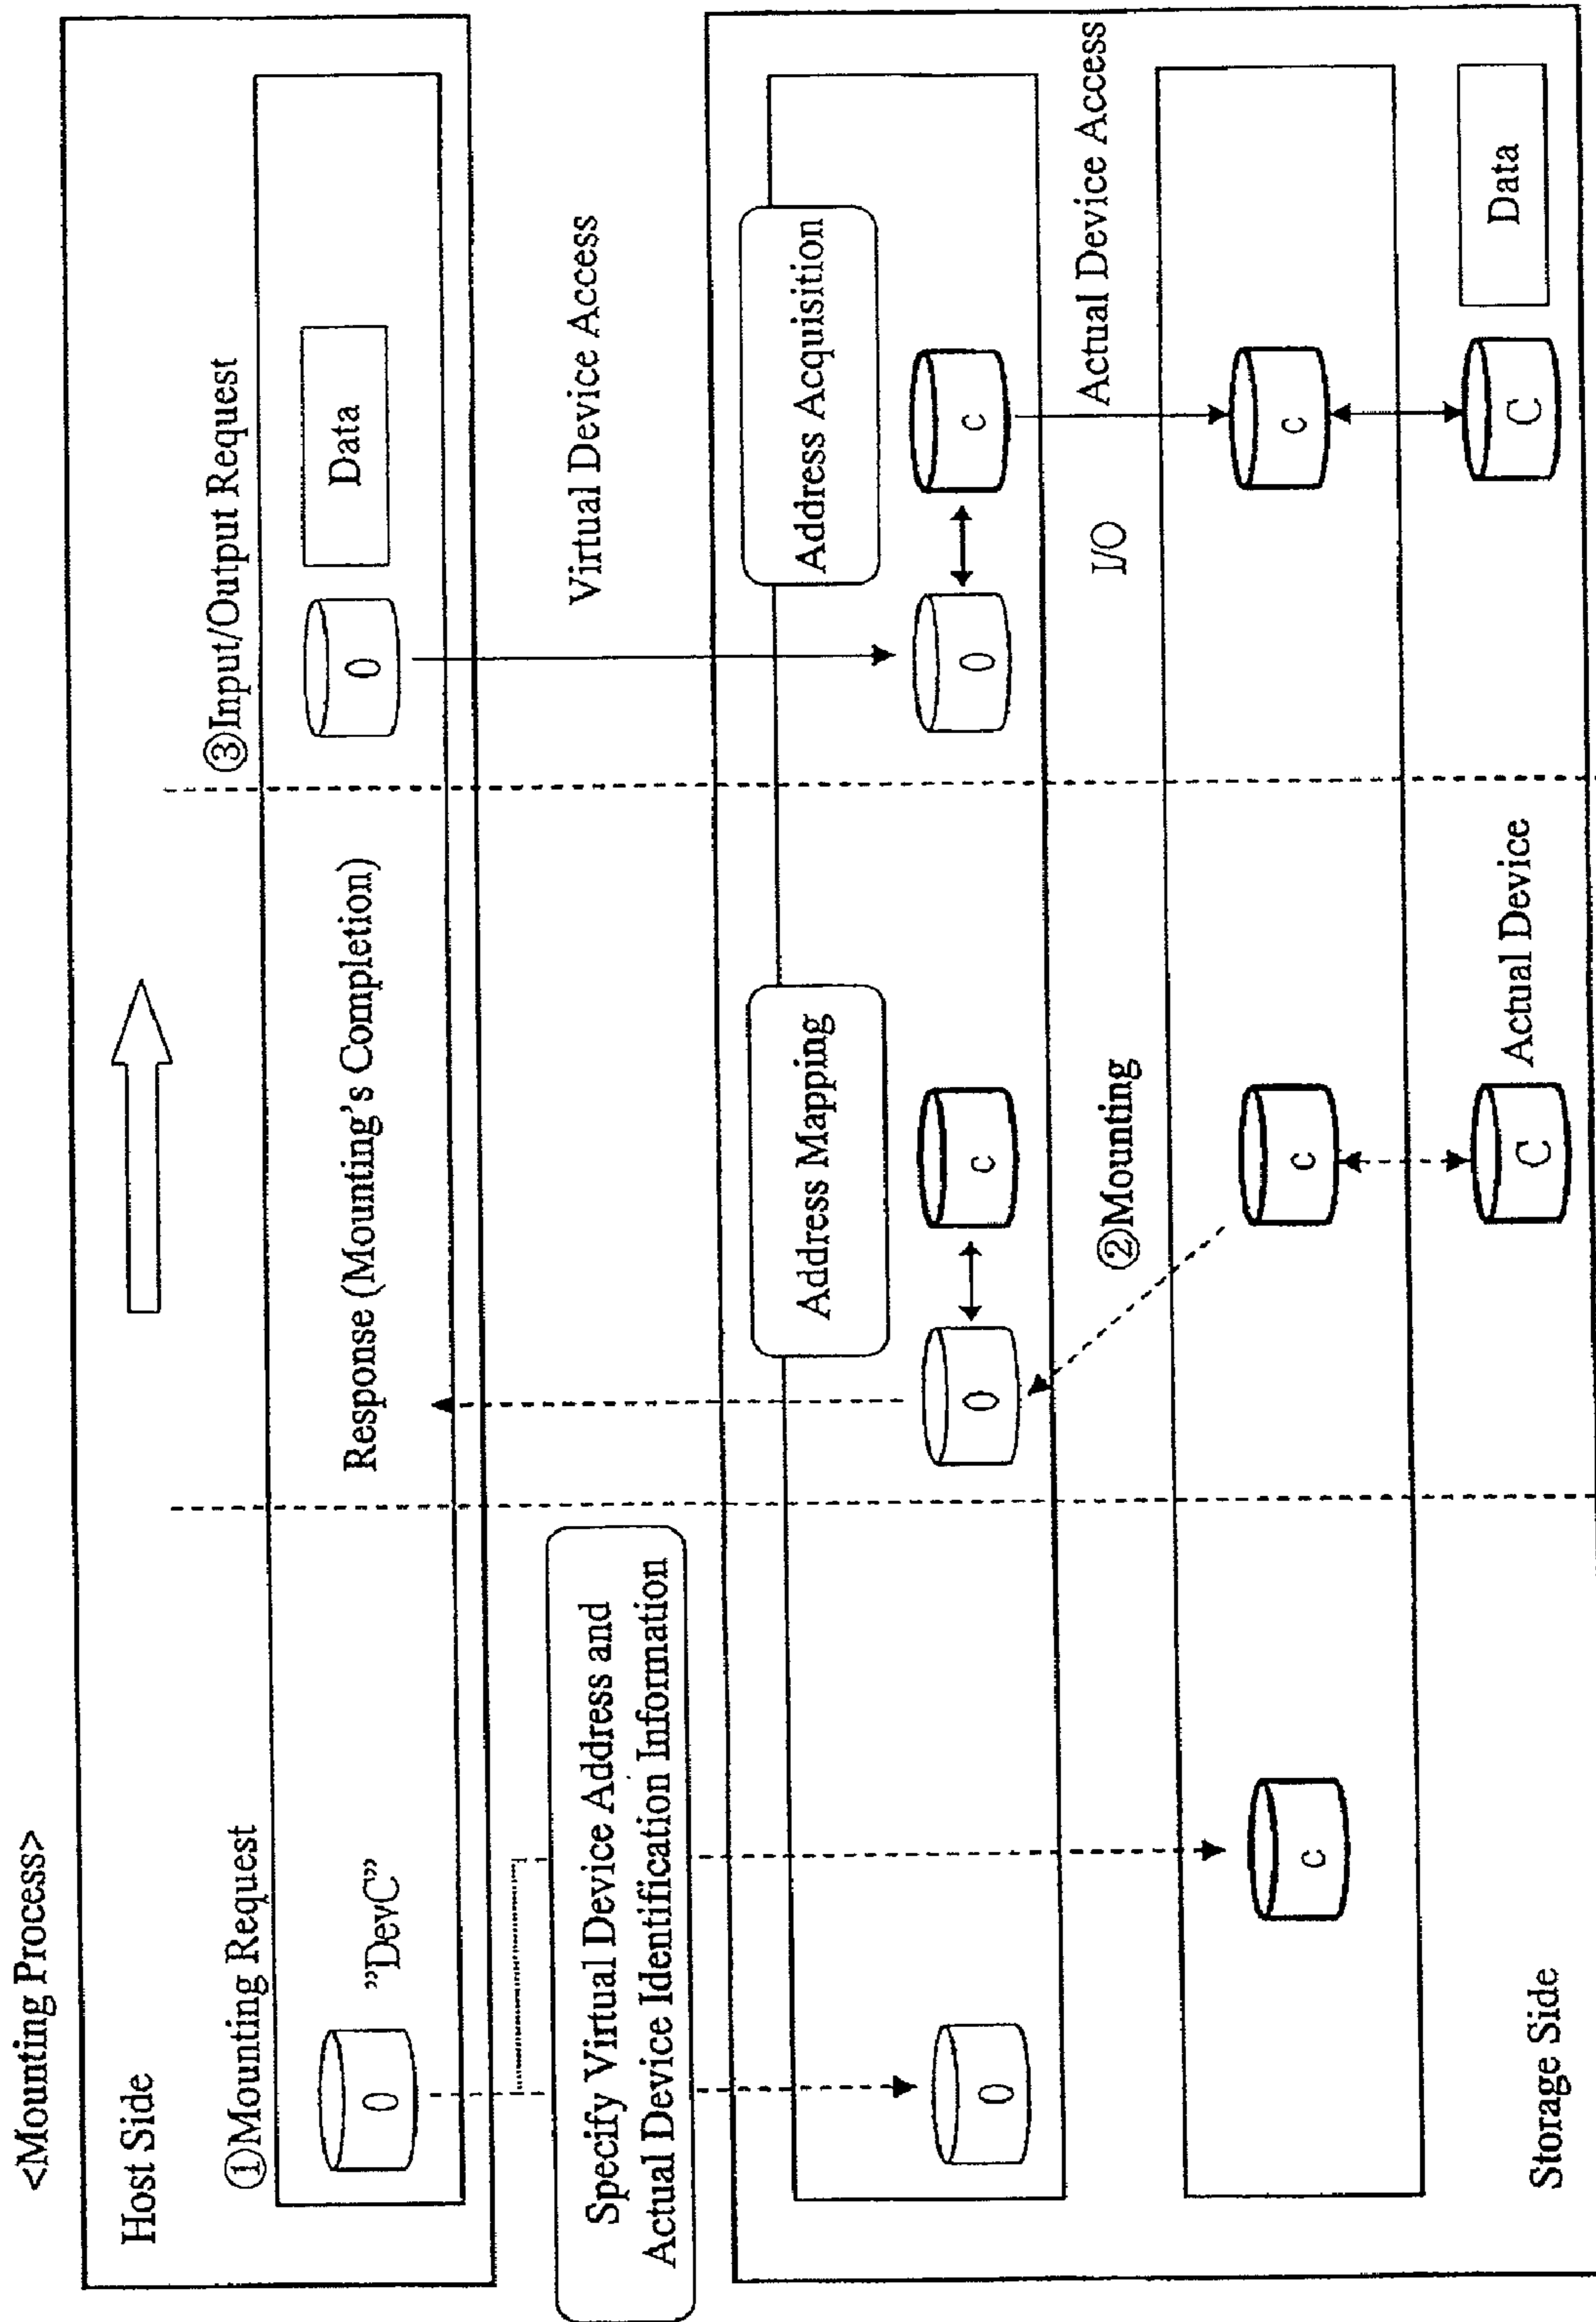 <Mounting Process>
Host Side
①Mounting Request
0
"DevC"
Specify Virtual Device Address and
Actual Device Identification Information
0
c
Storage Side
Response (Mounting's Completion)
Address Mapping
0
c
②Mounting
c
C
Actual Device
③Input/Output Request
0
Data
Virtual Device Access
Address Acquisition
0
c
I/O
Actual Device Access
c
C
Data